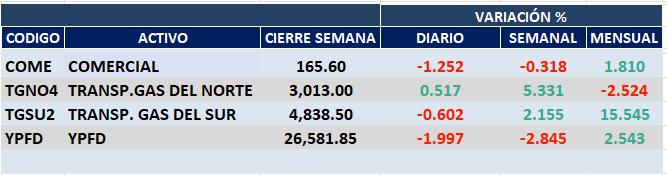 VARIACIÓN %
CODIGO ACTIVO CIERRE SEMANA DIARIO SEMANAL MENSUAL
COME COMERCIAL 165.60 -1.252 -0.318 1.810
TGNO4 TRANSP.GAS DEL NORTE 3,013.00 0.517 5.331 -2.524
TGSU2 TRANSP. GAS DEL SUR 4,838.50 -0.602 2.155 15.545
YPFD YPFD 26,581.85 -1.997 -2.845 2.543